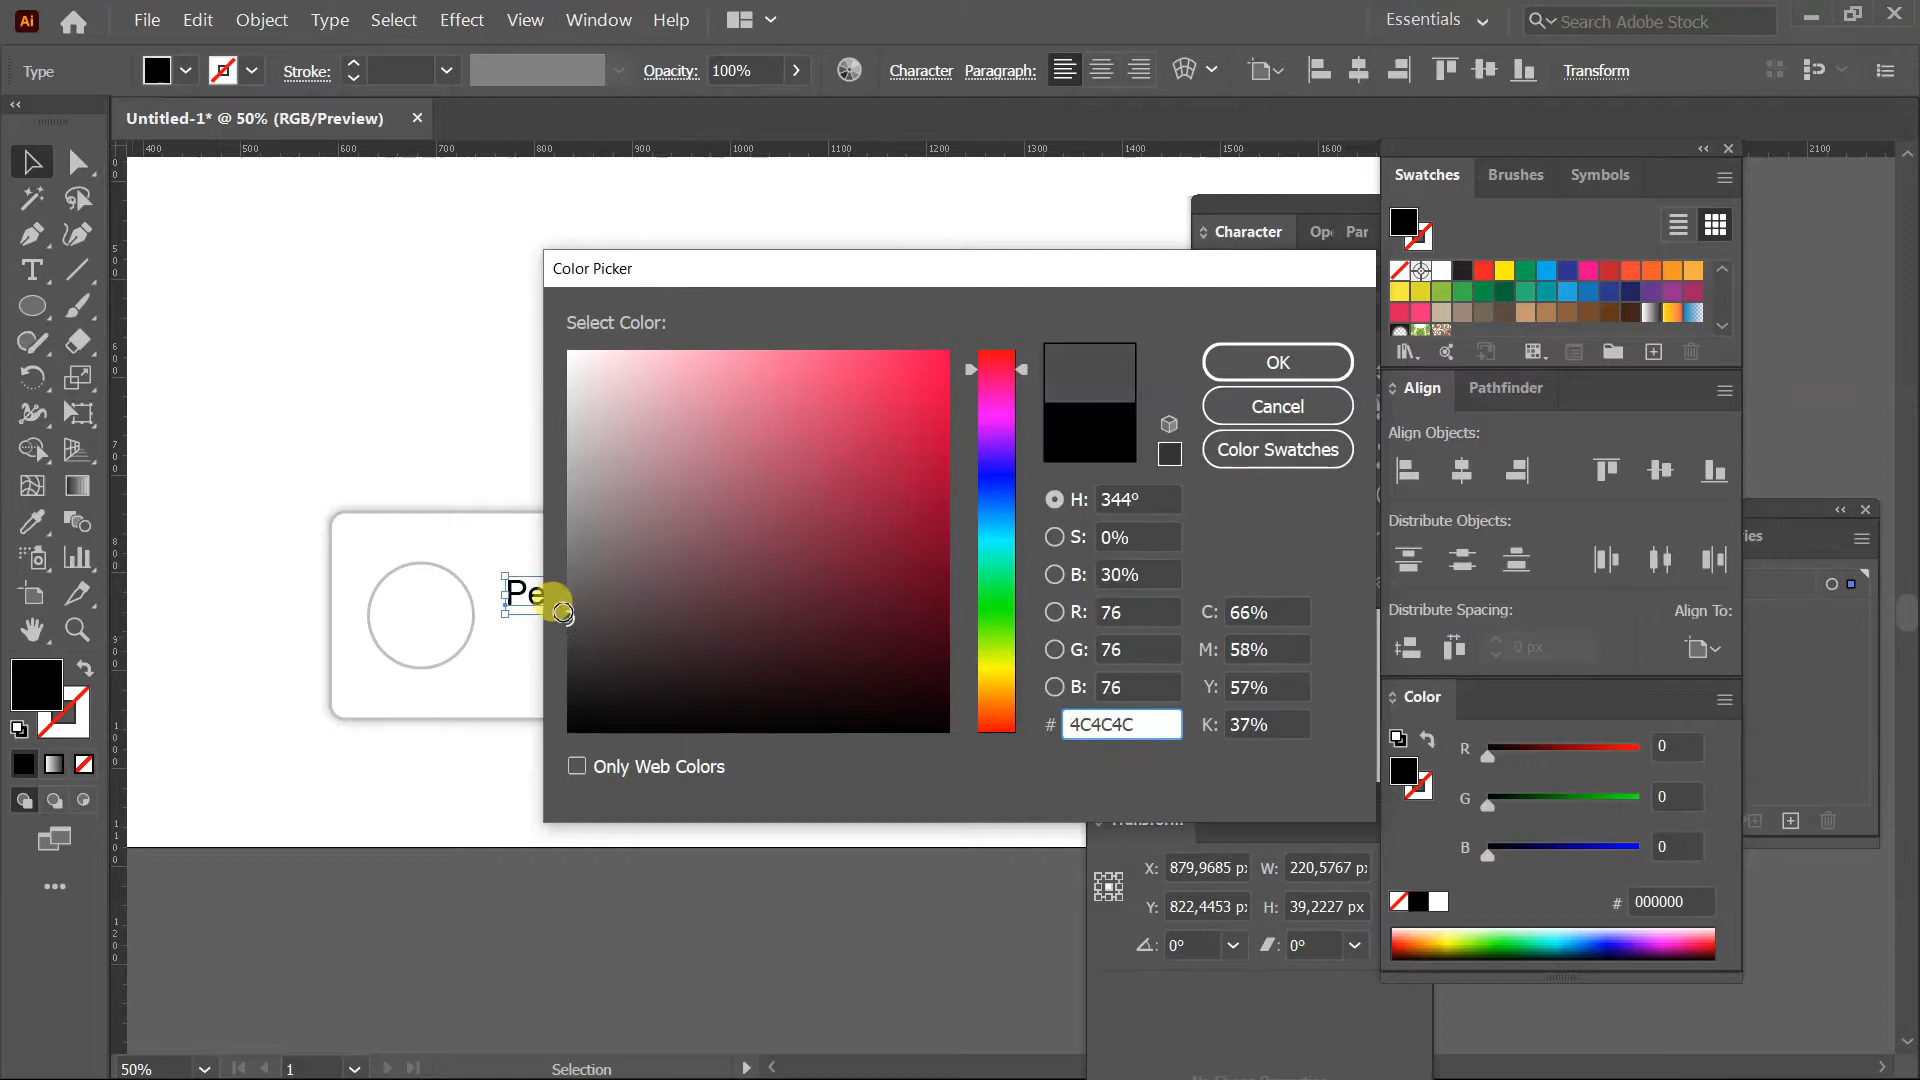 Ai File Edit Object Type Select Effect View Window Help Essentials Search Adobe Stock
Type Stroke: Opacity: 100% Character Paragraph: Transform
Untitled-1* @ 50% (RGB/Preview)
400 500 600 700 800 900 1000 1100 1200 1300 1400 1500 1600 2100
Swatches Brushes Symbols
Character Par
Color Picker
Select Color:
OK
Cancel
Color Swatches
H: 344º
S: 0%
B: 30%
R: 76 C: 66%
G: 76 M: 58%
B: 76 Y: 57%
# 4C4C4C K: 37%
Only Web Colors
Pe
Align Pathfinder
Align Objects:
Distribute Objects:
Distribute Spacing: Align To:
0 px
Color
R 0
G 0
B 0
# 000000
Transform
X: 879,9685 W: 220,5767
Y: 822,4453 H: 39,2227 px
0º 0º
50% 1 Selection